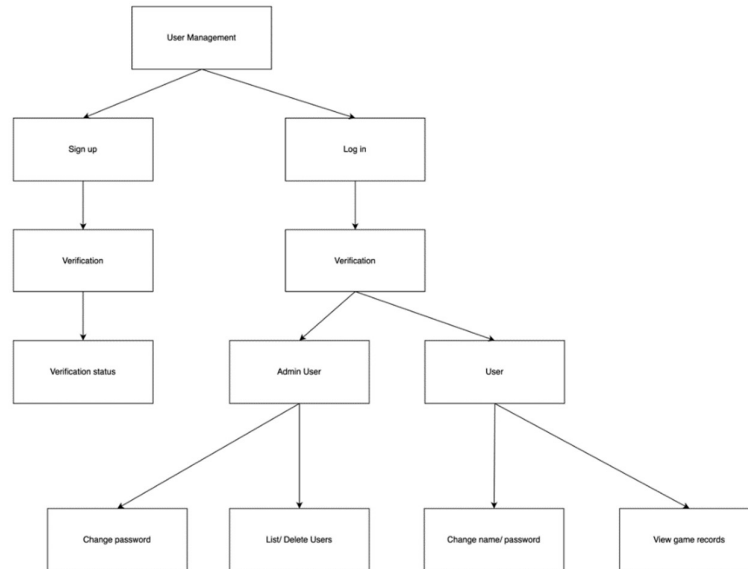 User Management
Sign up
Log in
Verification
Verification
Verification status
Admin User
User
Change password
List/ Delete Users
Change name/ password
View game records